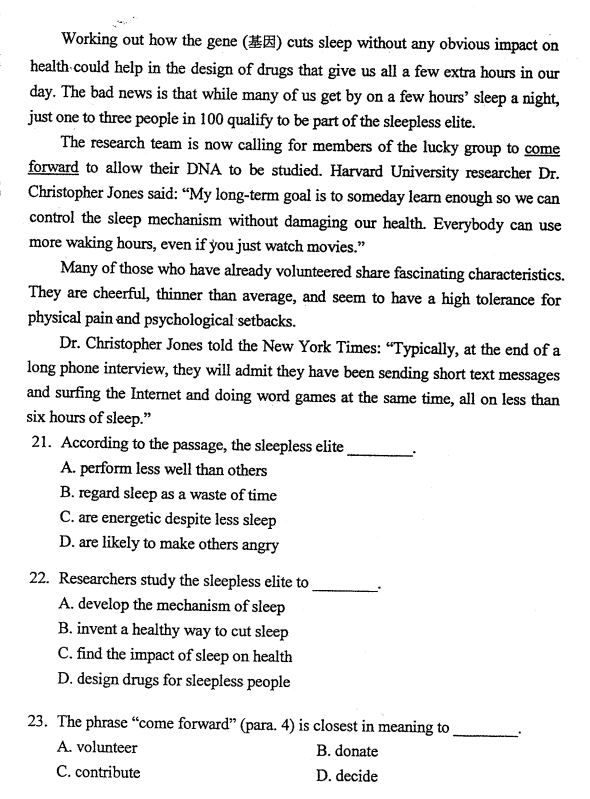 Working out how the gene (基因) cuts sleep without any obvious impact on
health could help in the design of drugs that give us all a few extra hours in our
day. The bad news is that while many of us get by on a few hours' sleep a night,
just one to three people in 100 qualify to be part of the sleepless elite.
The research team is now calling for members of the lucky group to come
forward to allow their DNA to be studied. Harvard University researcher Dr.
Christopher Jones said: “My long-term goal is to someday learn enough so we can
control the sleep mechanism without damaging our health. Everybody can use
more waking hours, even if you just watch movies.”
Many of those who have already volunteered share fascinating characteristics.
They are cheerful, thinner than average, and seem to have a high tolerance for
physical pain and psychological setbacks.
Dr. Christopher Jones told the New York Times: “Typically, at the end of a
long phone interview, they will admit they have been sending short text messages
and surfing the Internet and doing word games at the same time, all on less than
six hours of sleep.”
21. According to the passage, the sleepless elite ________.
A. perform less well than others
B. regard sleep as a waste of time
C. are energetic despite less sleep
D. are likely to make others angry
22. Researchers study the sleepless elite to ________.
A. develop the mechanism of sleep
B. invent a healthy way to cut sleep
C. find the impact of sleep on health
D. design drugs for sleepless people
23. The phrase “come forward” (para. 4) is closest in meaning to ________.
A. volunteer B. donate
C. contribute D. decide